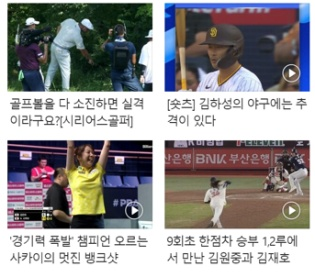 골프볼을 다 소진하면 실격
이라구요?[시리어스골퍼]
[숏츠] 김하성의 야구에는 추
격이 있다
BNK 부산은행
'경기력 폭발' 챔피언 오르는
사카이의 멋진 뱅크샷
9회초 한점차 승부 1,2루에
서 만난 김원중과 김재호